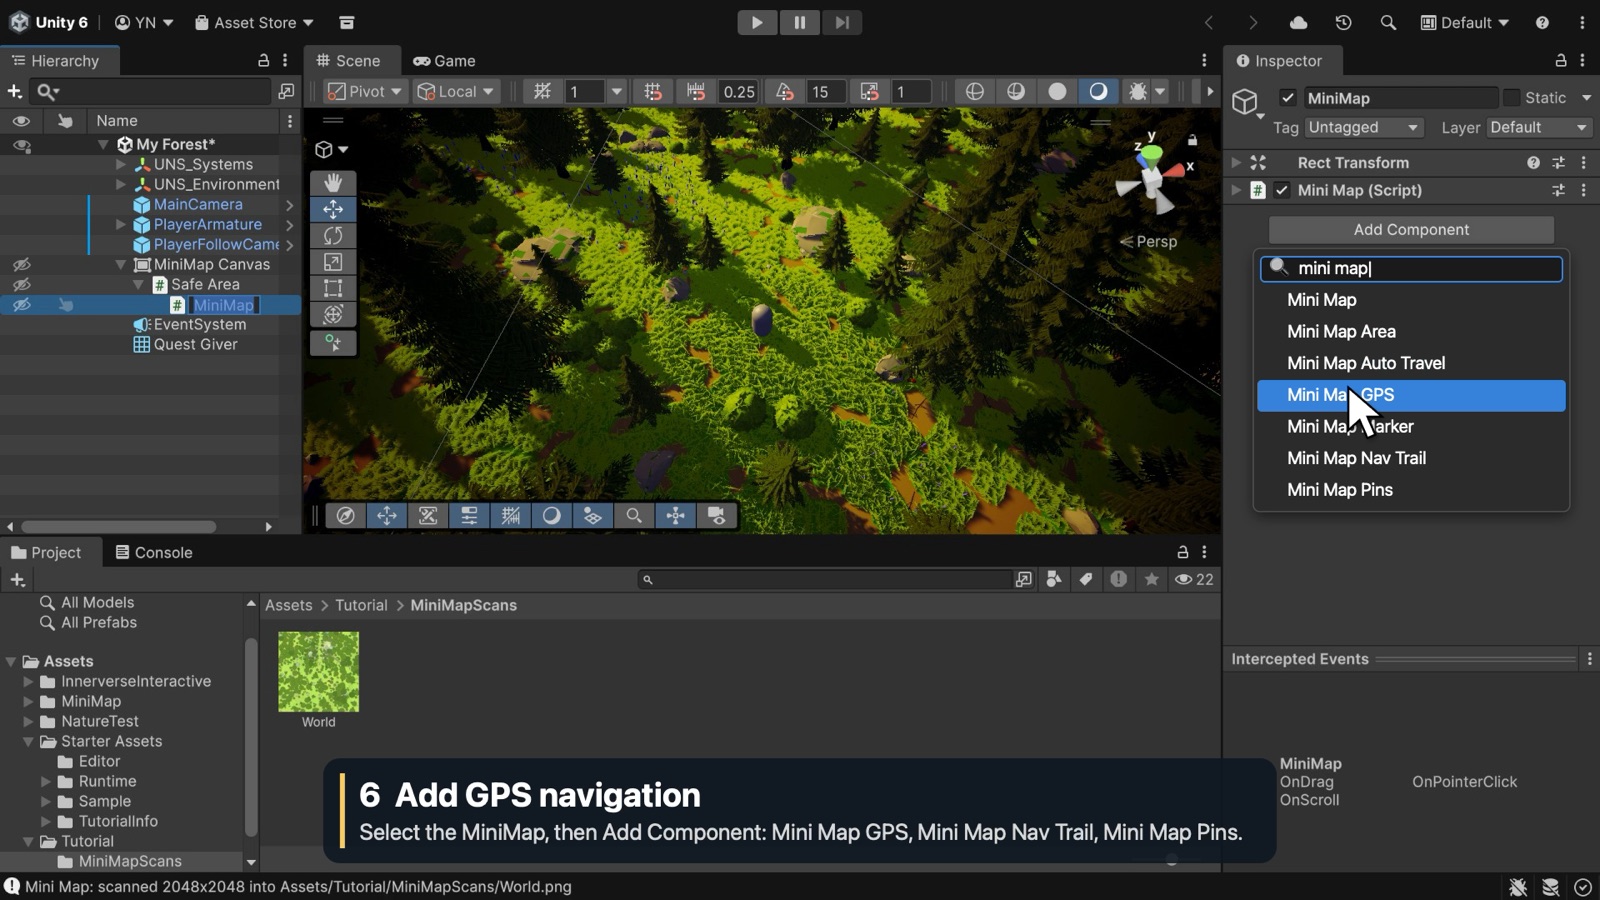 Unity 6
YN
Asset Store
Default
Hierarchy
Name
My Forest*
UNS_Systems
UNS_Environment
MainCamera
PlayerArmature
PlayerFollowCame
MiniMap Canvas
Safe Area
MiniMap
EventSystem
Quest Giver
Scene
Game
Pivot
Local
1
0.25
15
1
y
z
x
Persp
Inspector
MiniMap
Static
Tag
Untagged
Layer
Default
Rect Transform
Mini Map (Script)
Add Component
mini map
Mini Map
Mini Map Area
Mini Map Auto Travel
Mini Map GPS
Mini Map Marker
Mini Map Nav Trail
Mini Map Pins
Project
Console
22
All Models
All Prefabs
Assets
InnerverseInteractive
MiniMap
NatureTest
Starter Assets
Editor
Runtime
Sample
TutorialInfo
Tutorial
MiniMapScans
Assets > Tutorial > MiniMapScans
World
Intercepted Events
MiniMap
OnDrag
OnPointerClick
OnScroll
6 Add GPS navigation
Select the MiniMap, then Add Component: Mini Map GPS, Mini Map Nav Trail, Mini Map Pins.
Mini Map: scanned 2048x2048 into Assets/Tutorial/MiniMapScans/World.png